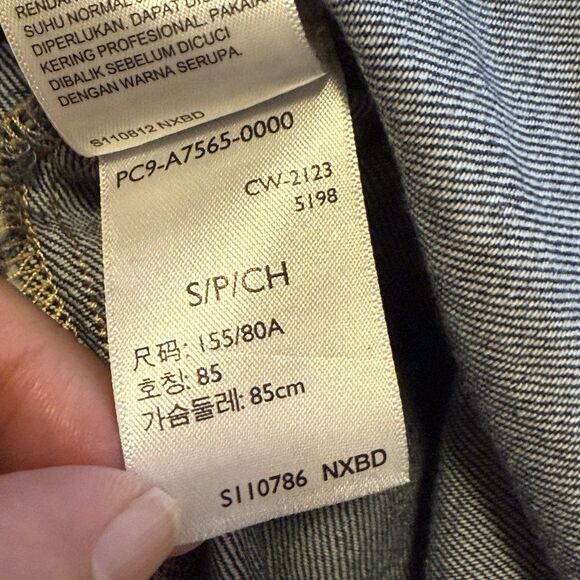 SUHU NORMAL
DIPERLUKAN. DAPAT DI
KERING PROFESIONAL. PAKAIA
DIBALIK SEBELUM DICUCI
DENGAN WARNA SERUPA.
S110812 NXBD
PC9-A7565-0000
CW-2123
5198
S/P/CH
尺码: 155/80A
호칭: 85
가슴둘레: 85cm
S110786 NXBD